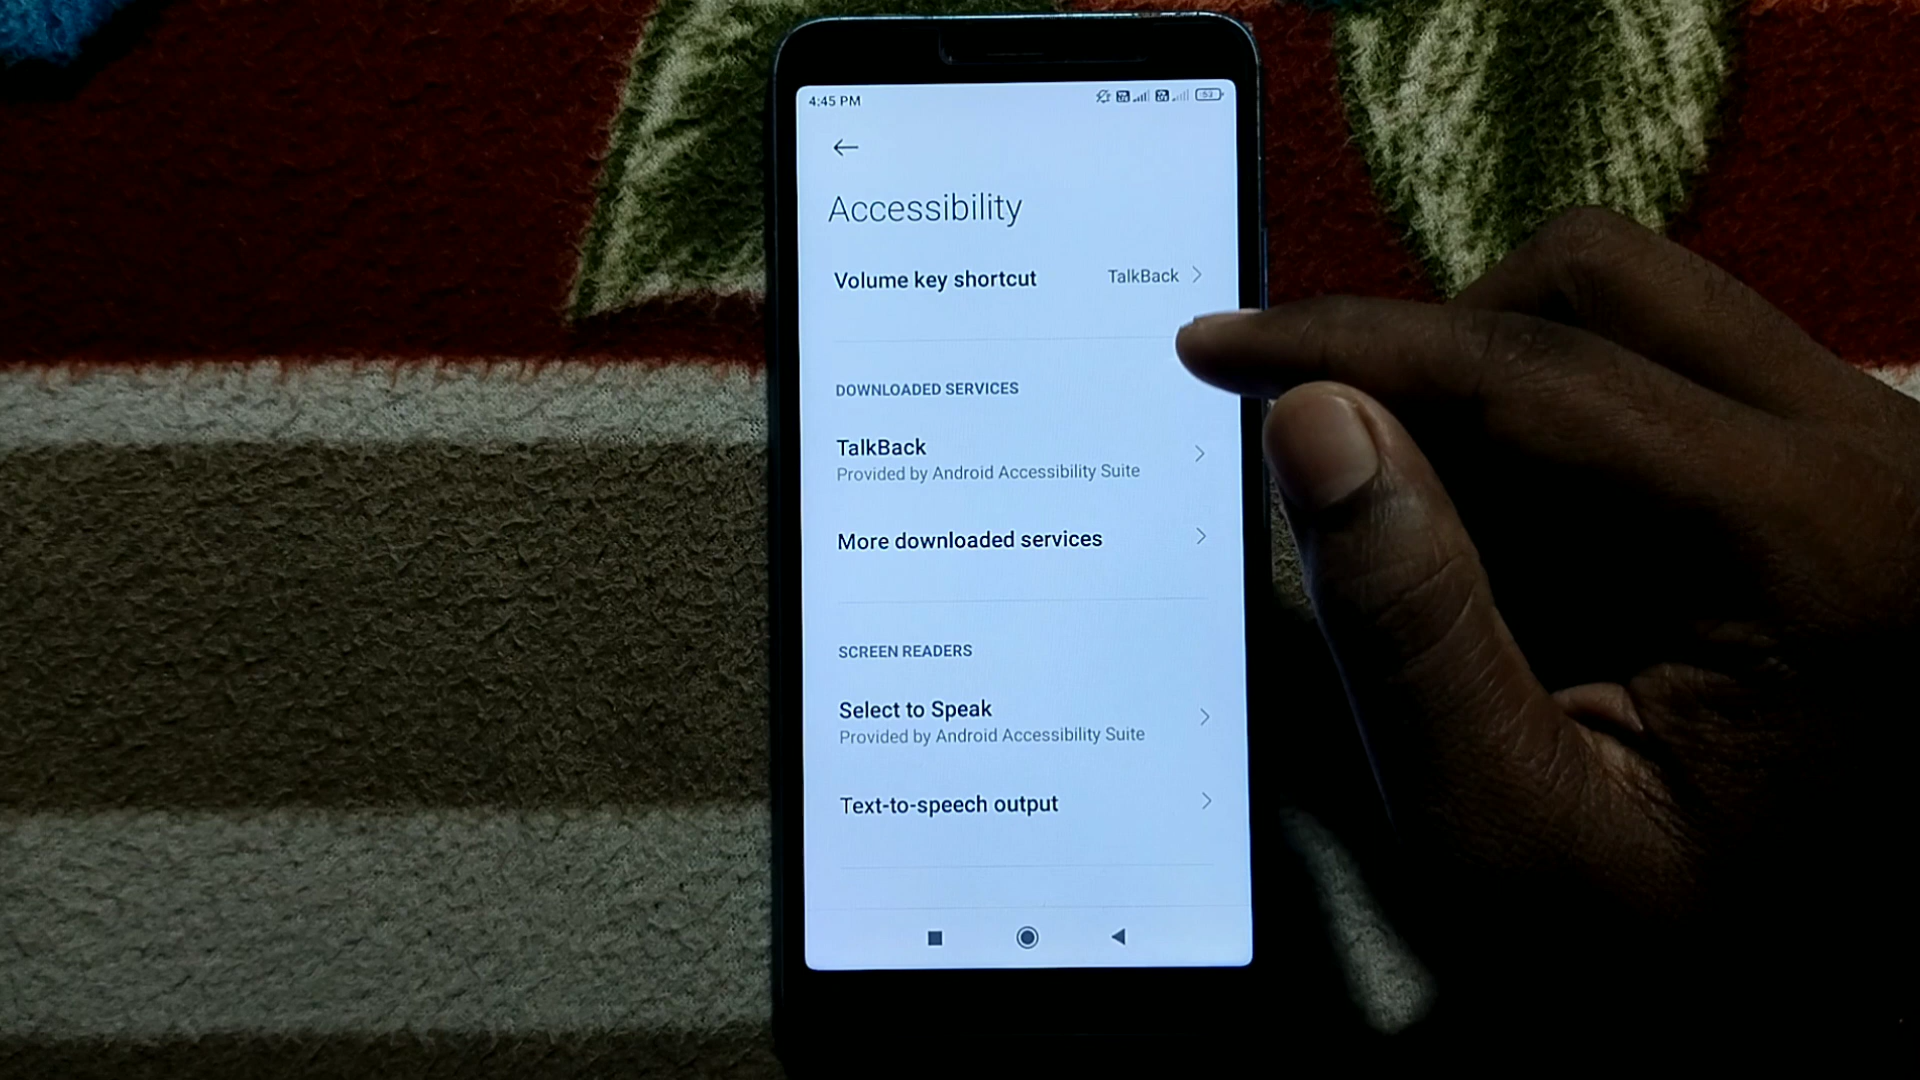 4:45 PM
53
Accessibility
Volume key shortcut TalkBack
DOWNLOADED SERVICES
TalkBack
Provided by Android Accessibility Suite
More downloaded services
SCREEN READERS
Select to Speak
Provided by Android Accessibility Suite
Text-to-speech output